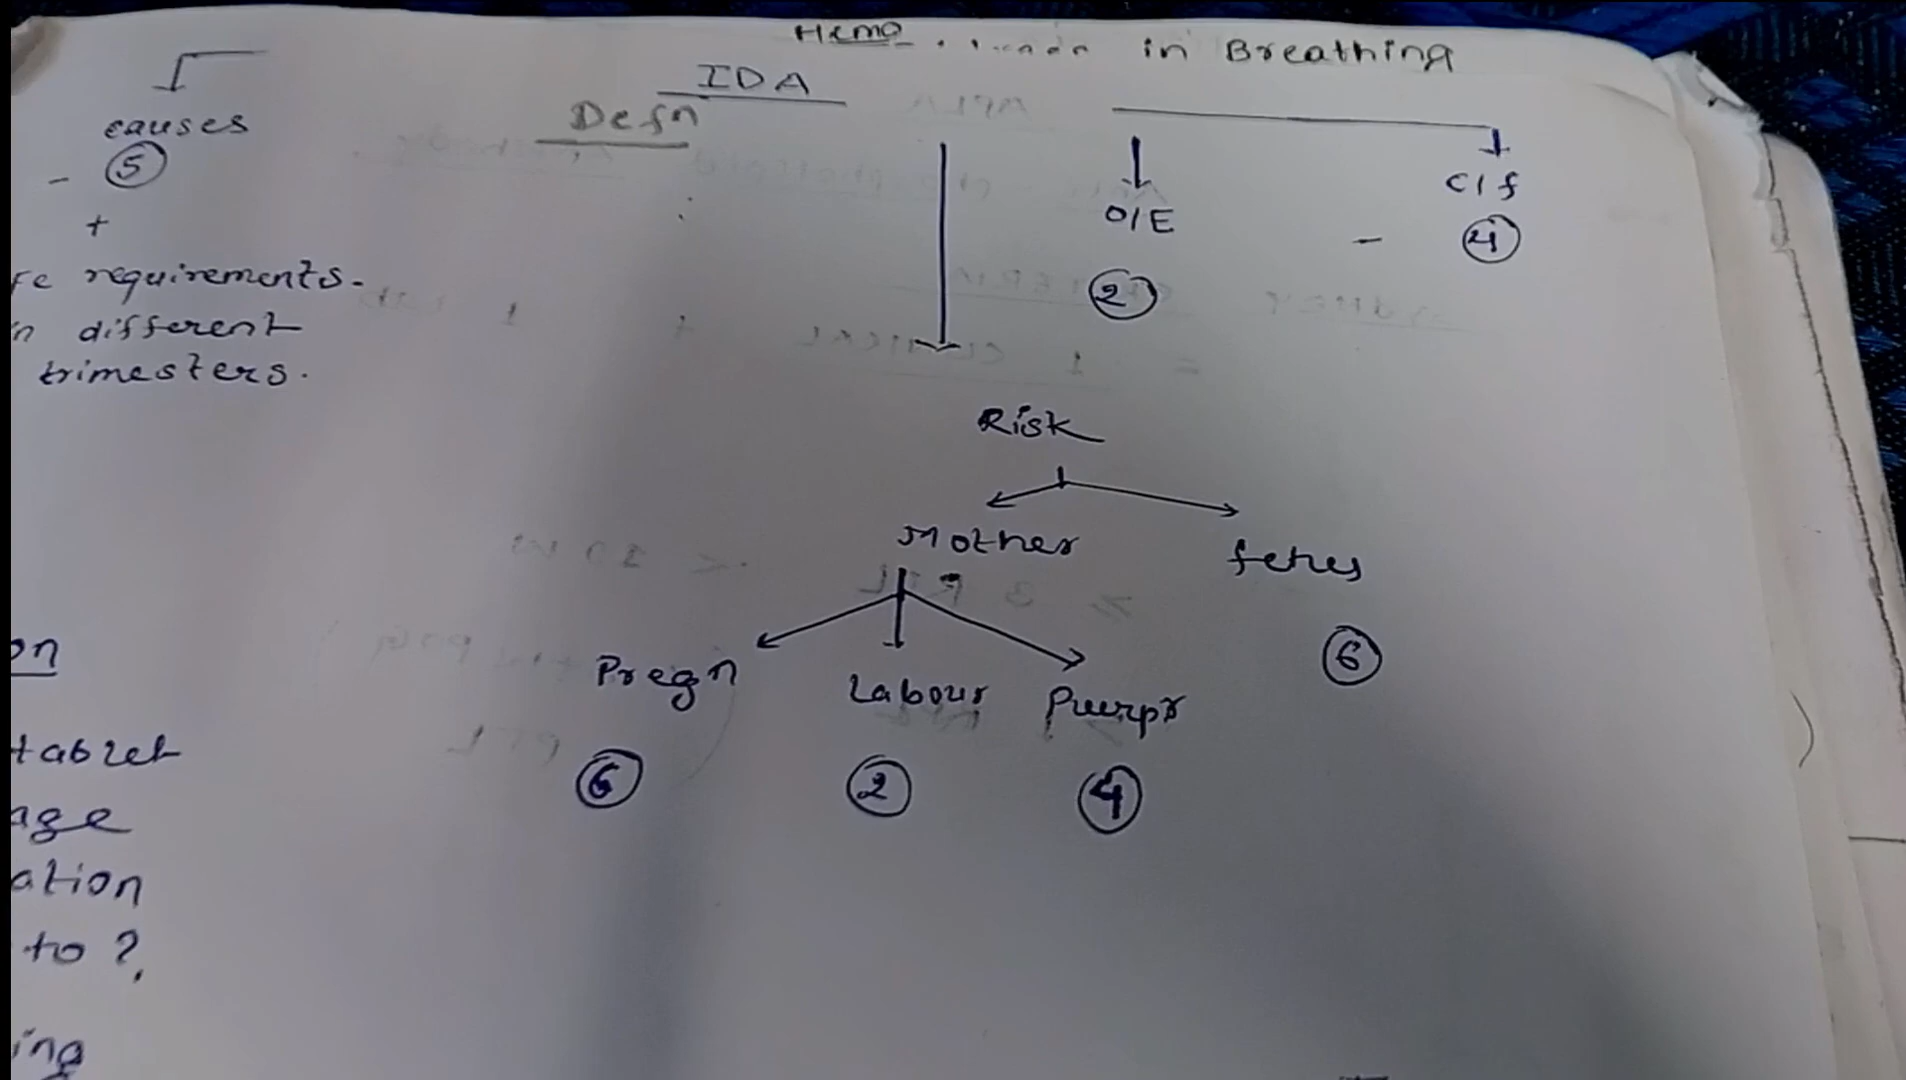 Hemo in Breathing
IDA
Defn
causes
5
-
+
Fe requirements.
in different
trimesters.
O/E
2
-
C/f
4
Risk
Mother
fetus
6
Pregn
Labour
Puerpr
6
2
4
on
tablet
age
ation
to ?
ing